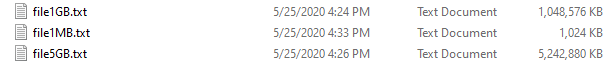 file1GB.txt 5/25/2020 4:24 PM Text Document 1,048,576 KB
file1MB.txt 5/25/2020 4:33 PM Text Document 1,024 KB
file5GB.txt 5/25/2020 4:26 PM Text Document 5,242,880 KB